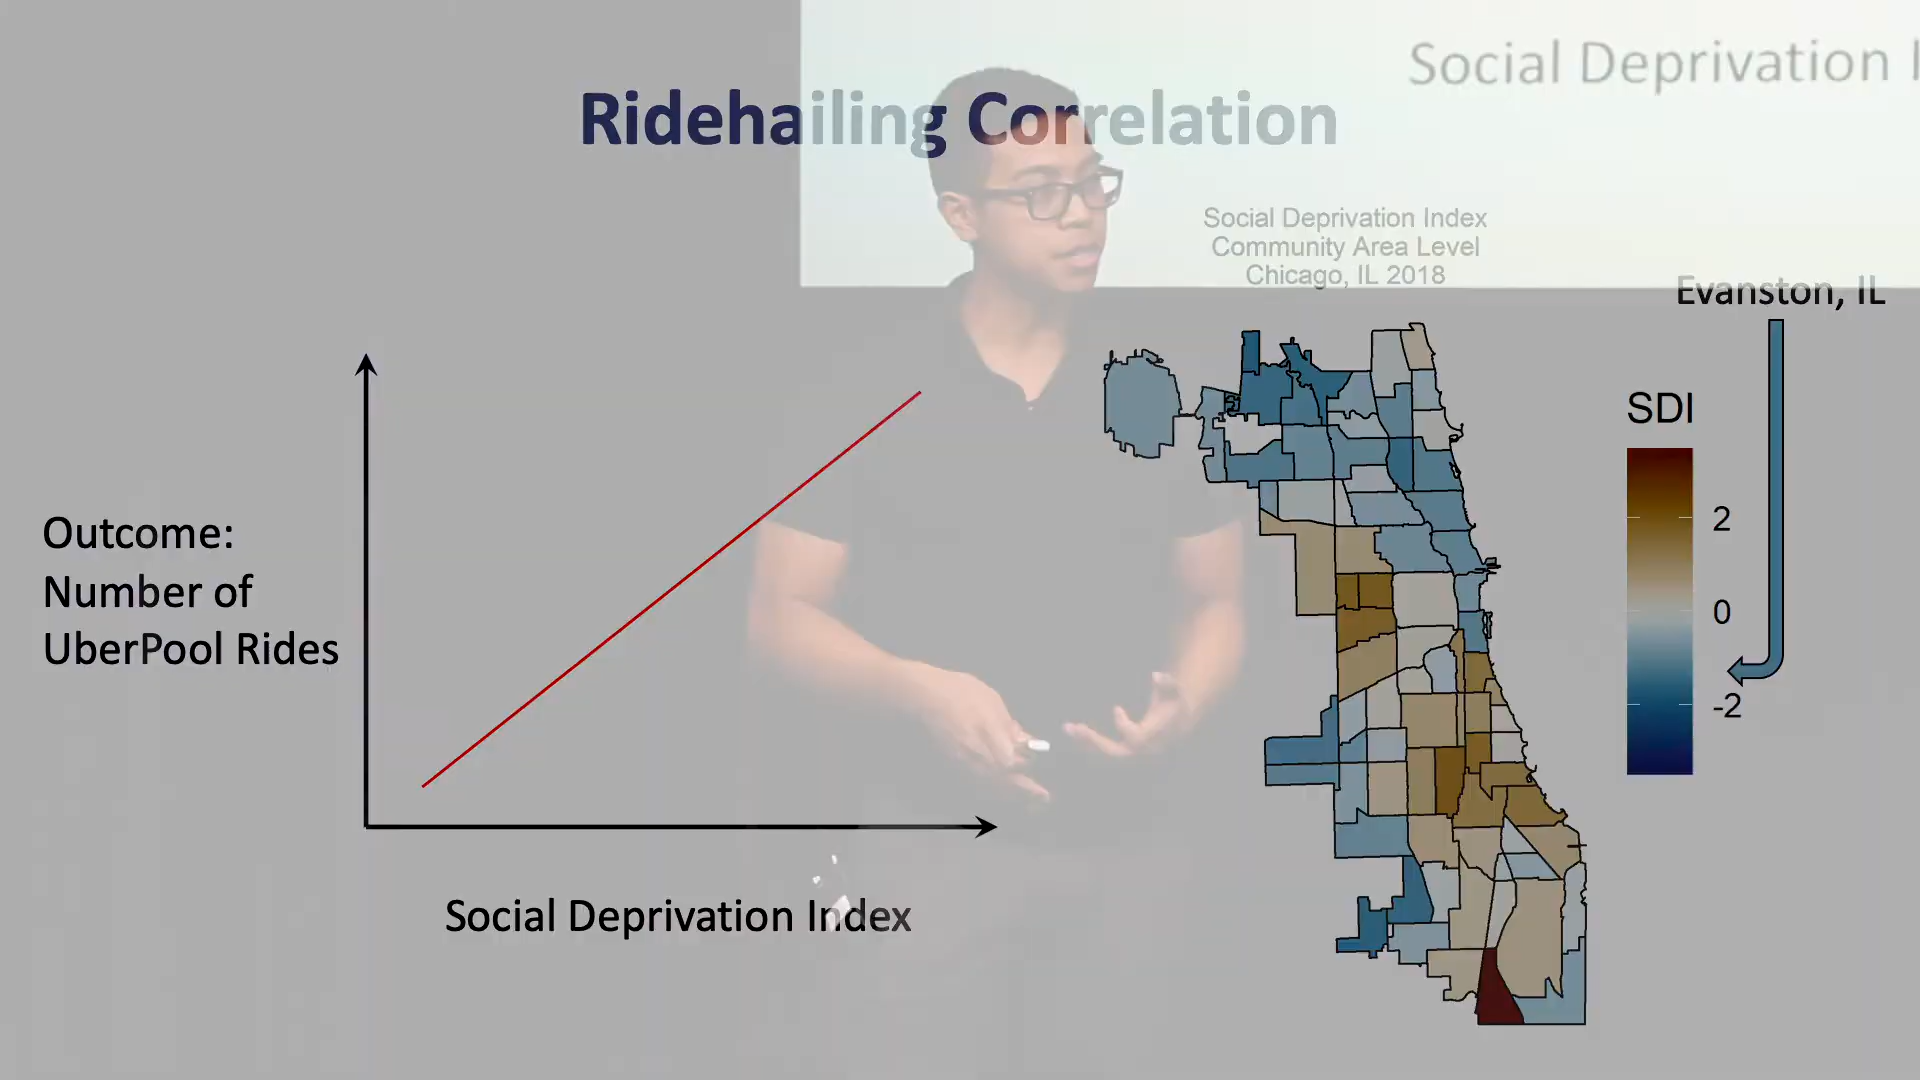 Social Deprivation
Ridehailing Correlation
Social Deprivation Index
Community Area Level
Chicago, IL 2018
Evanston, IL
SDI
2
0
-2
Outcome:
Number of
UberPool Rides
Social Deprivation Index